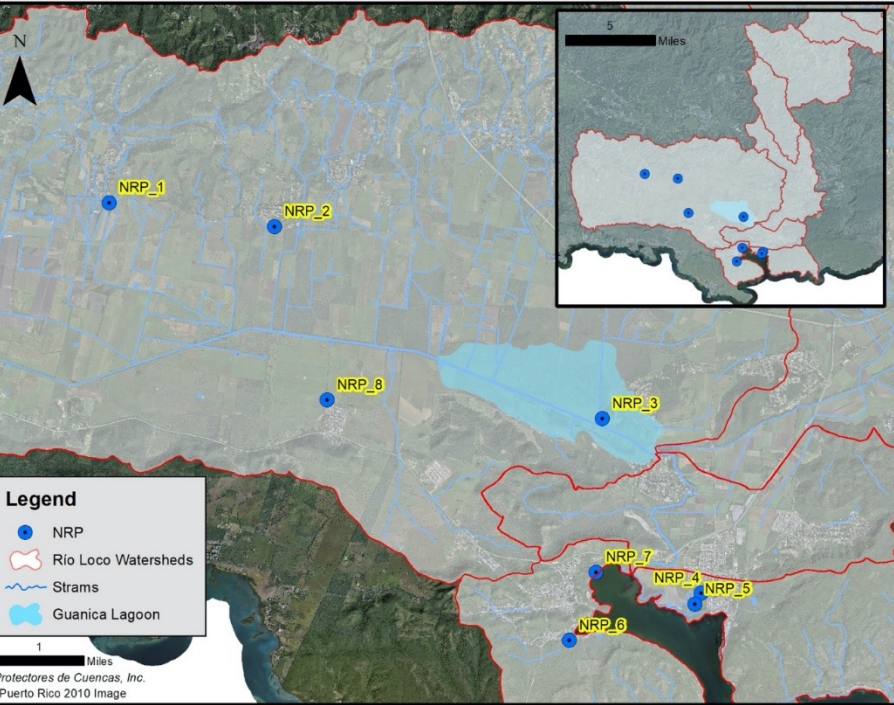 N
5
Miles
NRP_1
NRP_2
NRP_8
NRP_3
NRP_7
NRP_4
NRP_5
NRP_6
Legend
NRP
Río Loco Watersheds
Strams
Guanica Lagoon
1
Miles
Protectores de Cuencas, Inc.
Puerto Rico 2010 Image